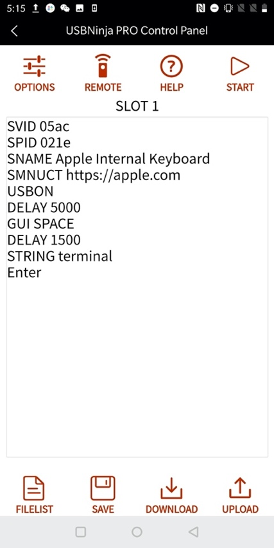 5:15
USBNinja PRO Control Panel
OPTIONS
REMOTE
HELP
START
SLOT 1
SVID 05ac
SPID 021e
SNAME Apple Internal Keyboard
SMNUCT https://apple.com
USBON
DELAY 5000
GUI SPACE
DELAY 1500
STRING terminal
Enter
FILELIST
SAVE
DOWNLOAD
UPLOAD